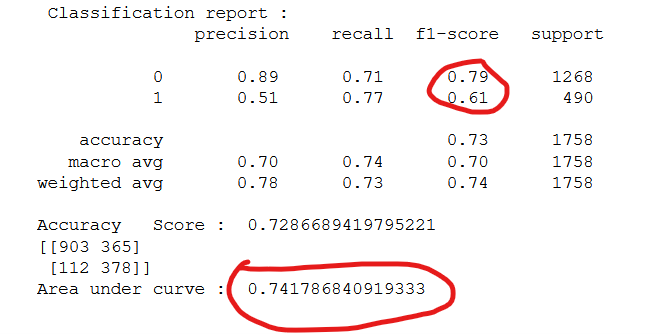 Classification report :
precision recall f1-score support
0 0.89 0.71 0.79 1268
1 0.51 0.77 0.61 490
accuracy 0.73 1758
macro avg 0.70 0.74 0.70 1758
weighted avg 0.78 0.73 0.74 1758
Accuracy Score : 0.7286689419795221
[[903 365]
[112 378]]
Area under curve : 0.741786840919333